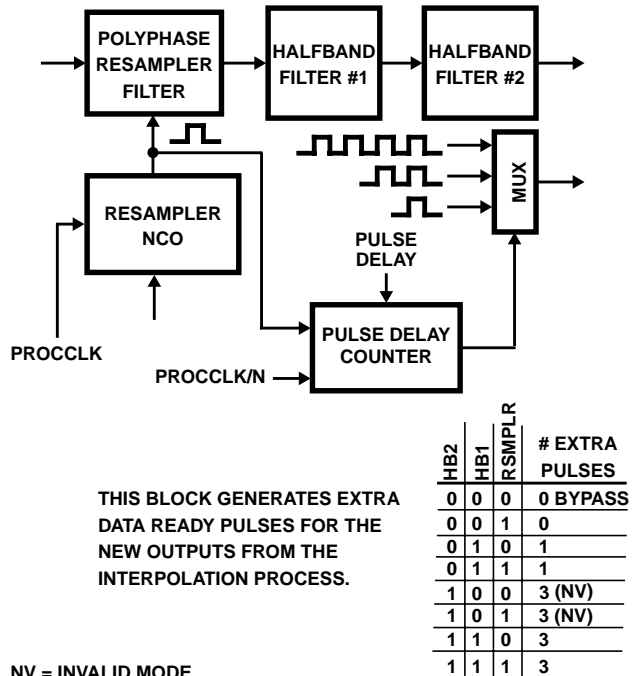 POLYPHASE
RESAMPLER
FILTER
HALFBAND
FILTER #1
HALFBAND
FILTER #2
MUX
RESAMPLER
NCO
PULSE
DELAY
PULSE DELAY
COUNTER
PROCCLK
PROCCLK/N
THIS BLOCK GENERATES EXTRA
DATA READY PULSES FOR THE
NEW OUTPUTS FROM THE
INTERPOLATION PROCESS.
HB2 HB1 RSMPLR # EXTRA PULSES
0 0 0 0 BYPASS
0 0 1 0
0 1 0 1
0 1 1 1
1 0 0 3 (NV)
1 0 1 3 (NV)
1 1 0 3
1 1 1 3
NV = INVALID MODE